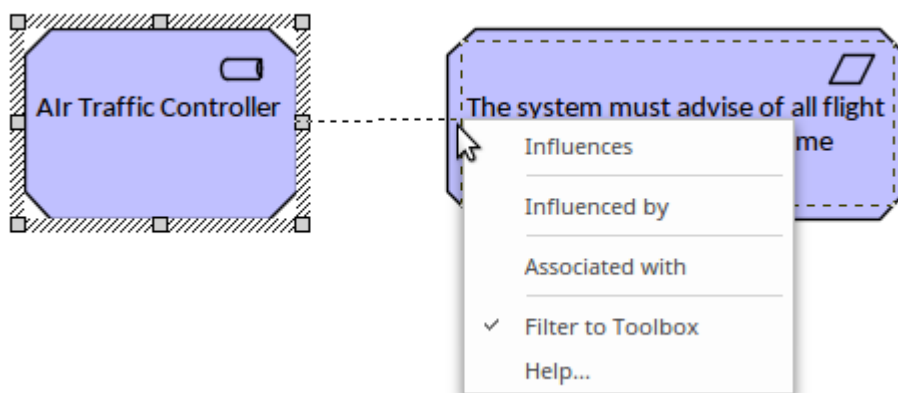 AIr Traffic Controller
The system must advise of all flight
me
Influences
Influenced by
Associated with
Filter to Toolbox
Help...